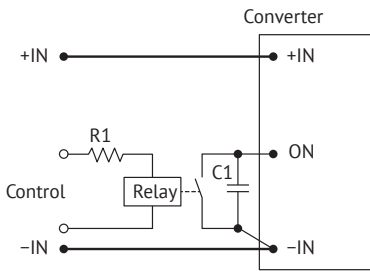 Converter
+IN
+IN
R1
ON
C1
Control
Relay
−IN
−IN